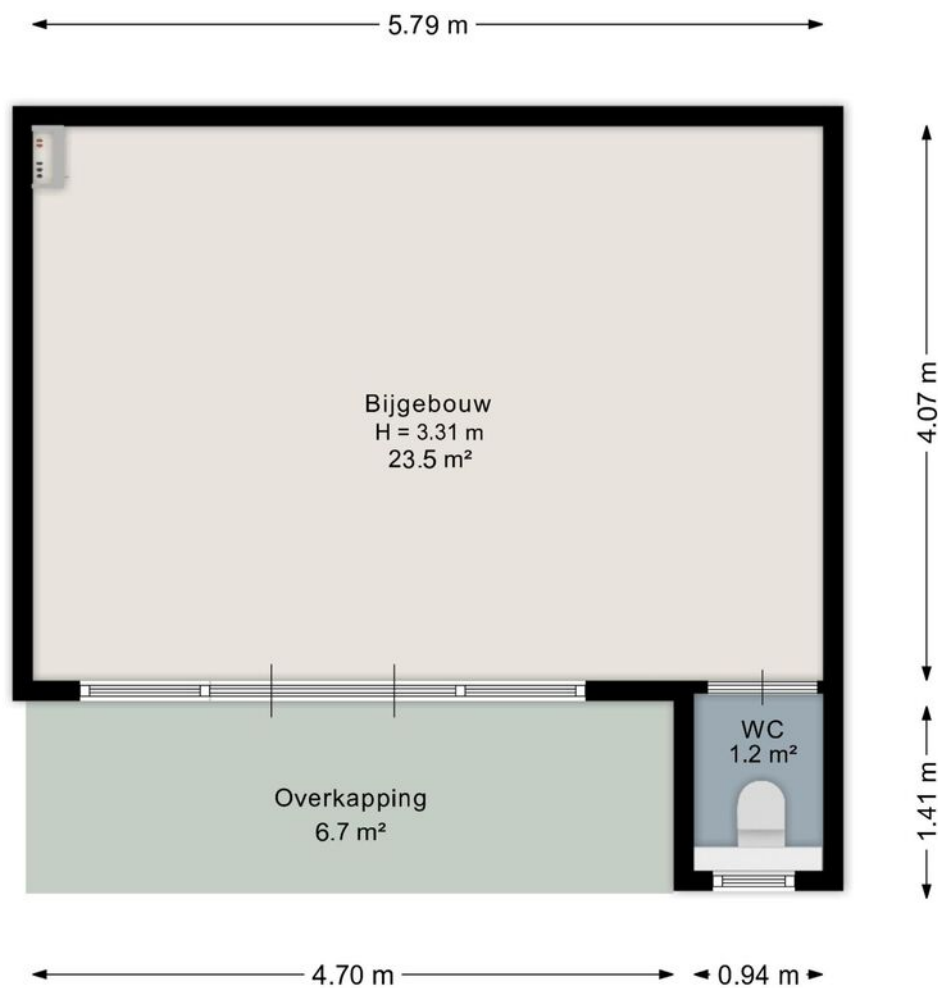 5.79 m
Bijgebouw
H = 3.31 m
23.5 m²
4.07 m
WC
1.2 m²
Overkapping
6.7 m²
1.41 m
4.70 m
0.94 m